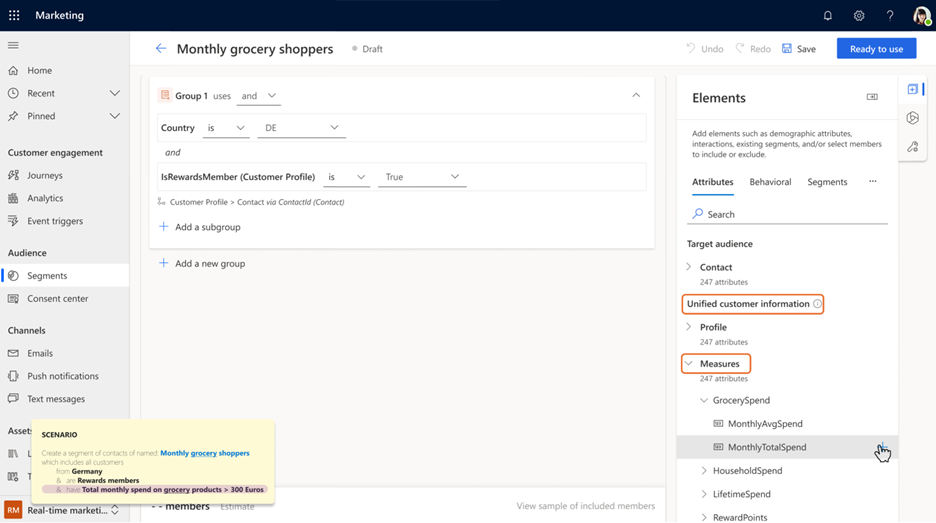 Marketing
Monthly grocery shoppers
Draft
Undo
Redo
Save
Ready to use
Home
Recent
Pinned
Customer engagement
Journeys
Analytics
Event triggers
Audience
Segments
Consent center
Channels
Emails
Push notifications
Text messages
Assets
RM Real-time marketi...
Group 1 uses and
Country is DE
and
IsRewardsMember (Customer Profile) is True
Customer Profile > Contact via ContactId (Contact)
Add a subgroup
Add a new group
SCENARIO
Create a segment of contacts of named: Monthly grocery shoppers
which includes all customers
from Germany
& are Rewards members
& have Total monthly spend on grocery products > 300 Euros
-- members Estimate
View sample of included members
Elements
Add elements such as demographic attributes,
interactions, existing segments, and/or select members
to include or exclude.
Attributes Behavioral Segments ...
Search
Target audience
Contact
247 attributes
Unified customer information
Profile
247 attributes
Measures
247 attributes
GrocerySpend
MonthlyAvgSpend
MonthlyTotalSpend
HouseholdSpend
LifetimeSpend
RewardPoints